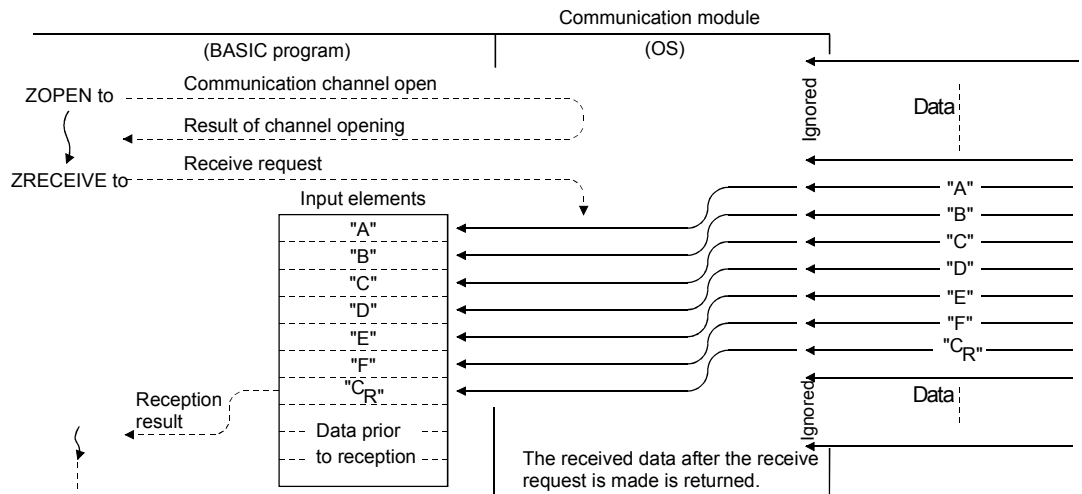 Communication module
(BASIC program)
(OS)
ZOPEN to
Communication channel open
Result of channel opening
Ignored
Data
ZRECEIVE to
Receive request
Input elements
"A"
"B"
"C"
"D"
"E"
"F"
"CR"
"A"
"B"
"C"
"D"
"E"
"F"
"CR"
Reception
result
Data prior
to reception
Ignored
Data
The received data after the receive
request is made is returned.